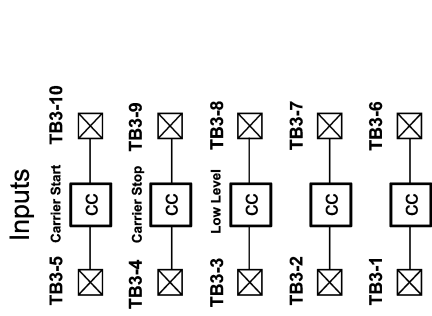 Inputs
TB3-5 Carrier Start TB3-10
CC
TB3-4 Carrier Stop TB3-9
CC
TB3-3 Low Level TB3-8
CC
TB3-2 TB3-7
CC
TB3-1 TB3-6
CC